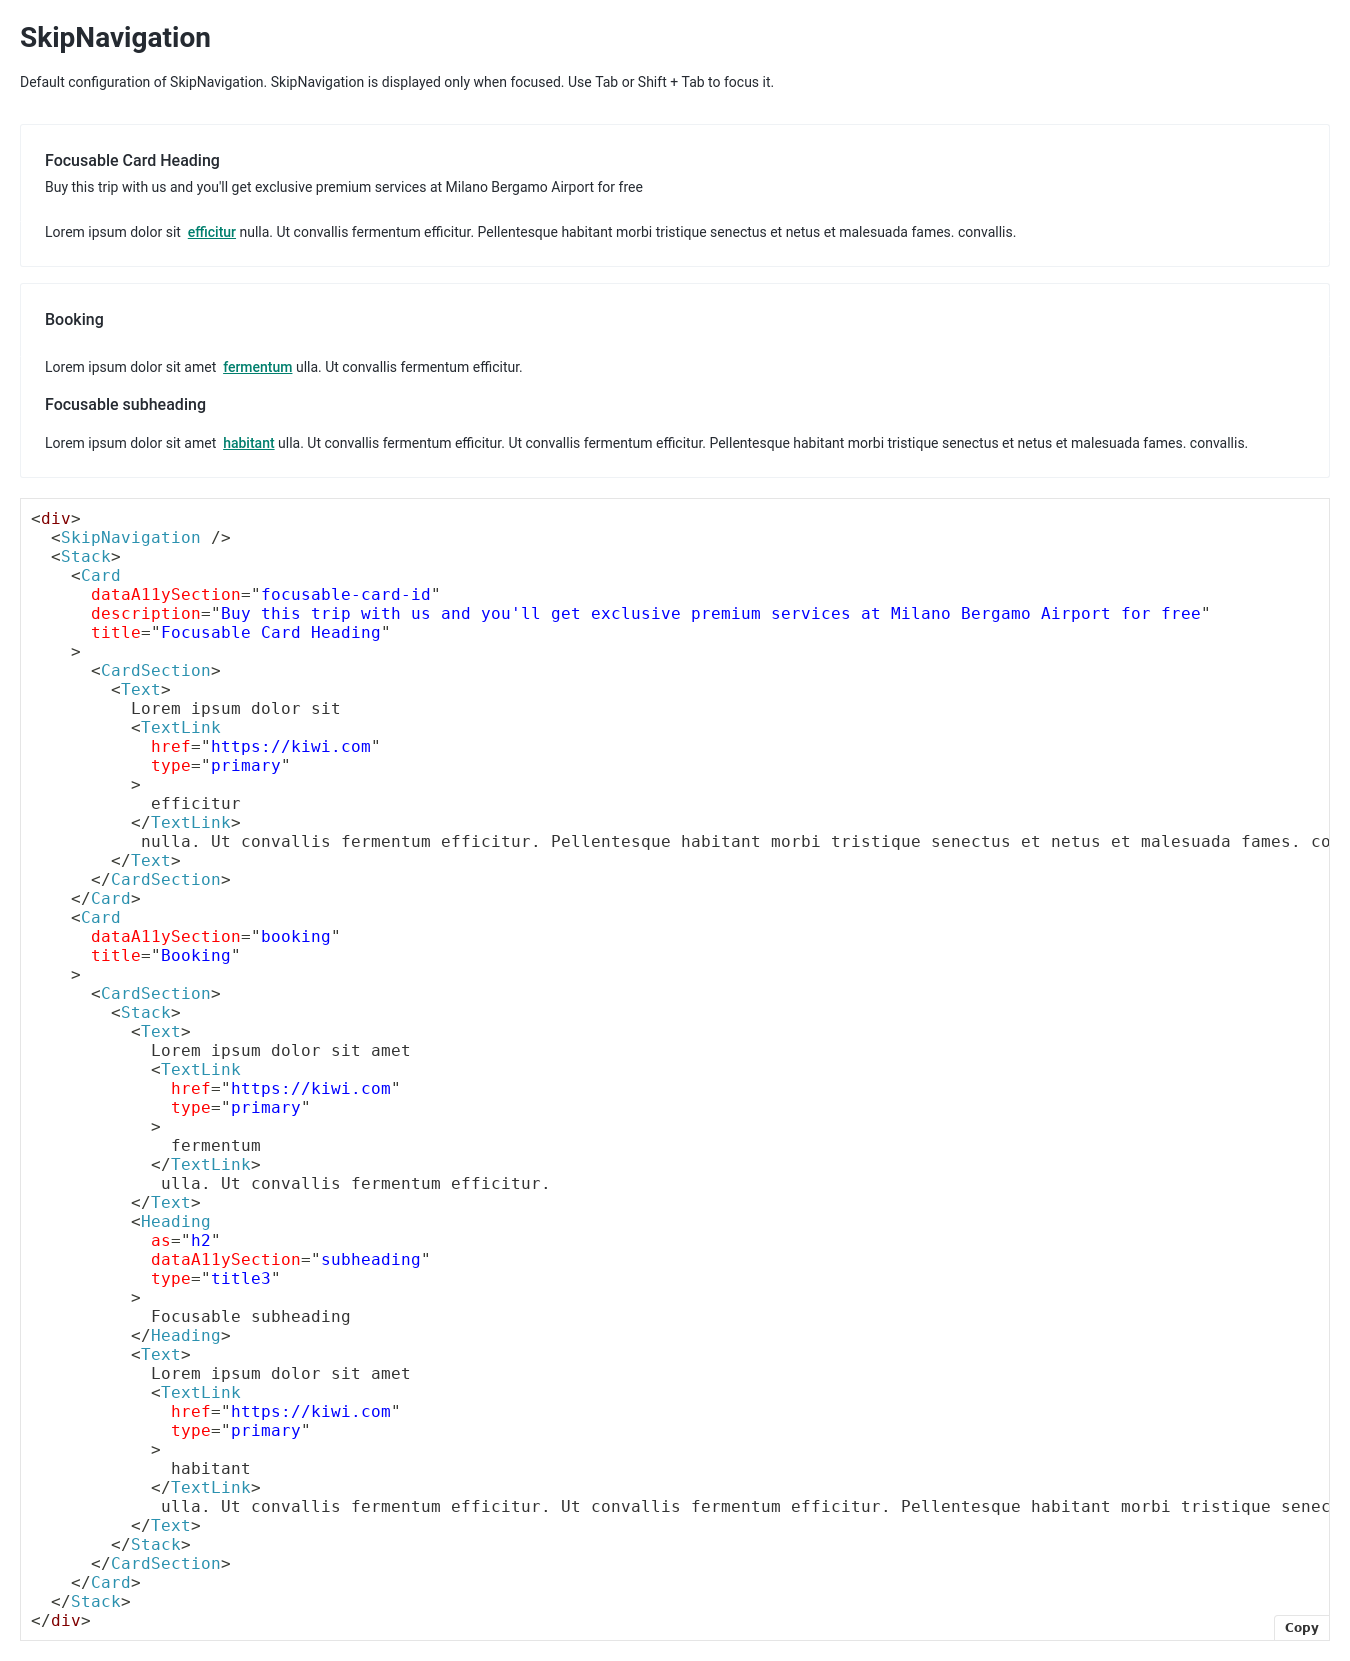 SkipNavigation
Default configuration of SkipNavigation. SkipNavigation is displayed only when focused. Use Tab or Shift + Tab to focus it.
Focusable Card Heading
Buy this trip with us and you'll get exclusive premium services at Milano Bergamo Airport for free
Lorem ipsum dolor sit efficitur nulla. Ut convallis fermentum efficitur. Pellentesque habitant morbi tristique senectus et netus et malesuada fames. convallis.
Booking
Lorem ipsum dolor sit amet fermentum ulla. Ut convallis fermentum efficitur.
Focusable subheading
Lorem ipsum dolor sit amet habitant ulla. Ut convallis fermentum efficitur. Ut convallis fermentum efficitur. Pellentesque habitant morbi tristique senectus et netus et malesuada fames. convallis.
<div>
  <SkipNavigation />
  <Stack>
    <Card
      dataA11ySection="focusable-card-id"
      description="Buy this trip with us and you'll get exclusive premium services at Milano Bergamo Airport for free"
      title="Focusable Card Heading"
    >
      <CardSection>
        <Text>
          Lorem ipsum dolor sit
          <TextLink
            href="https://kiwi.com"
            type="primary"
          >
            efficitur
          </TextLink>
           nulla. Ut convallis fermentum efficitur. Pellentesque habitant morbi tristique senectus et netus et malesuada fames. co
        </Text>
      </CardSection>
    </Card>
    <Card
      dataA11ySection="booking"
      title="Booking"
    >
      <CardSection>
        <Stack>
          <Text>
            Lorem ipsum dolor sit amet
            <TextLink
              href="https://kiwi.com"
              type="primary"
            >
              fermentum
            </TextLink>
             ulla. Ut convallis fermentum efficitur.
          </Text>
          <Heading
            as="h2"
            dataA11ySection="subheading"
            type="title3"
          >
            Focusable subheading
          </Heading>
          <Text>
            Lorem ipsum dolor sit amet
            <TextLink
              href="https://kiwi.com"
              type="primary"
            >
              habitant
            </TextLink>
             ulla. Ut convallis fermentum efficitur. Ut convallis fermentum efficitur. Pellentesque habitant morbi tristique senec
          </Text>
        </Stack>
      </CardSection>
    </Card>
  </Stack>
</div>
Copy